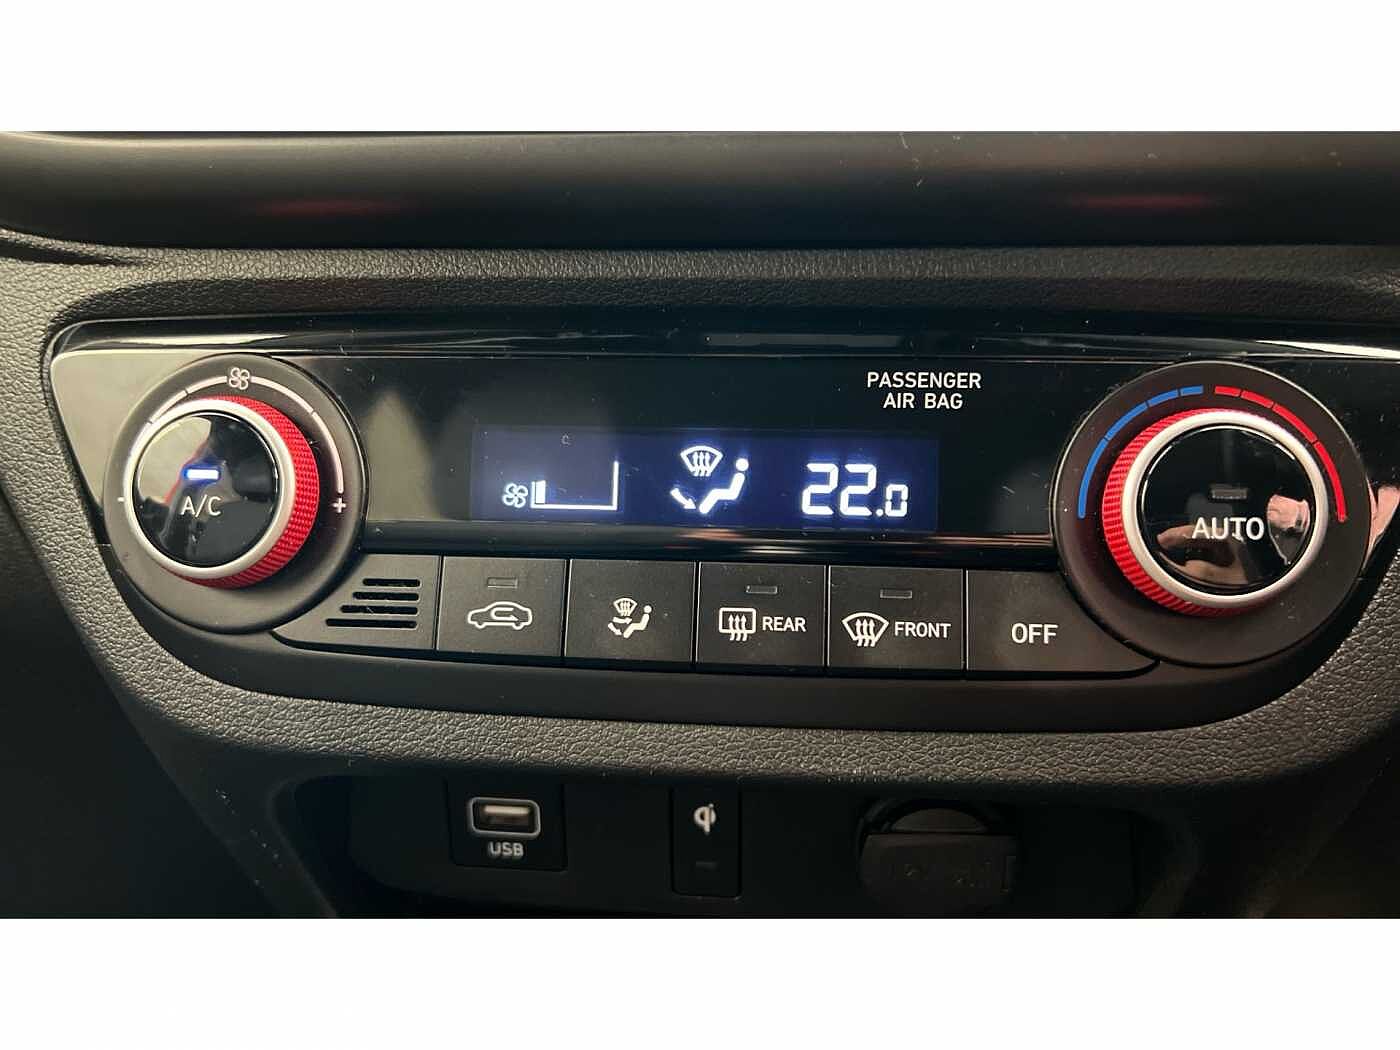 PASSENGER
AIR BAG
22.0
A/C
- +
AUTO
REAR
FRONT
OFF
USB